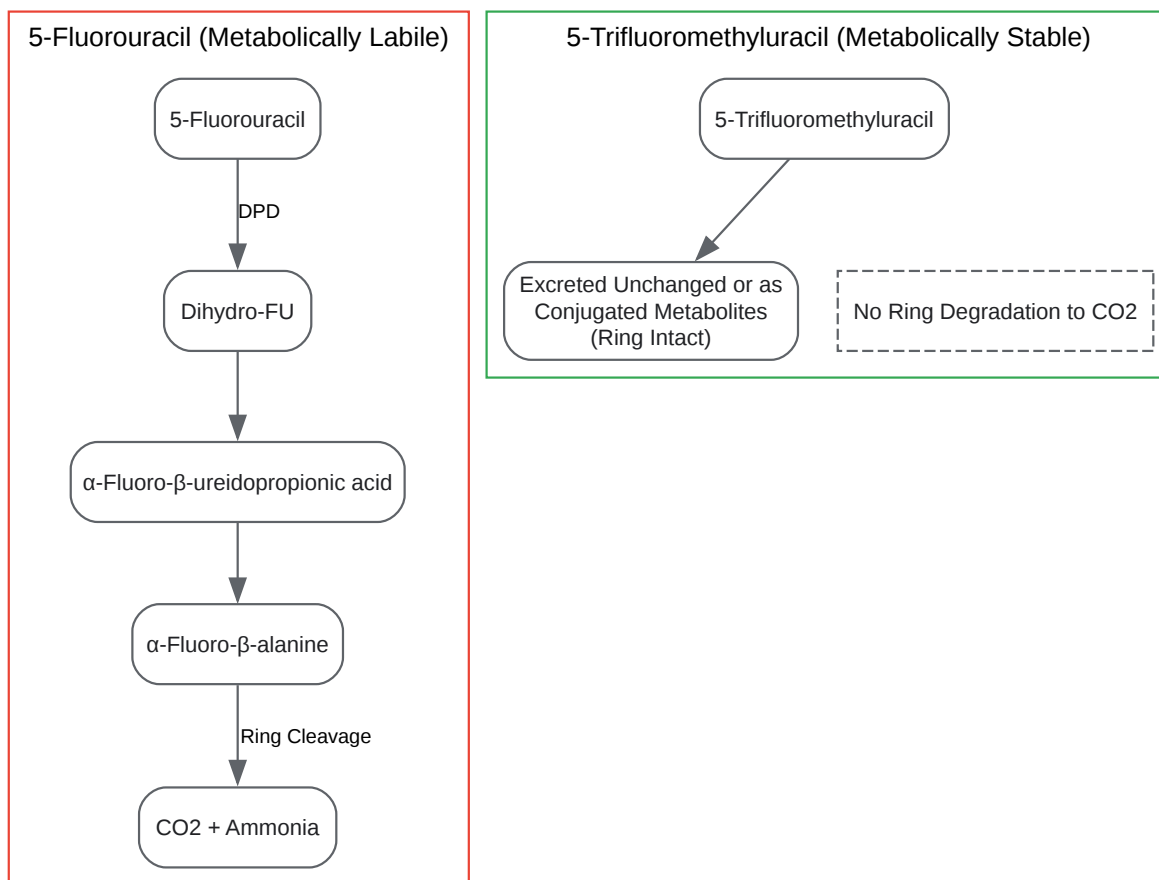 5-Fluorouracil (Metabolically Labile)
5-Fluorouracil
DPD
Dihydro-FU
α-Fluoro-β-ureidopropionic acid
α-Fluoro-β-alanine
Ring Cleavage
CO2 + Ammonia
5-Trifluoromethyluracil (Metabolically Stable)
5-Trifluoromethyluracil
Excreted Unchanged or as
Conjugated Metabolites
(Ring Intact)
No Ring Degradation to CO2